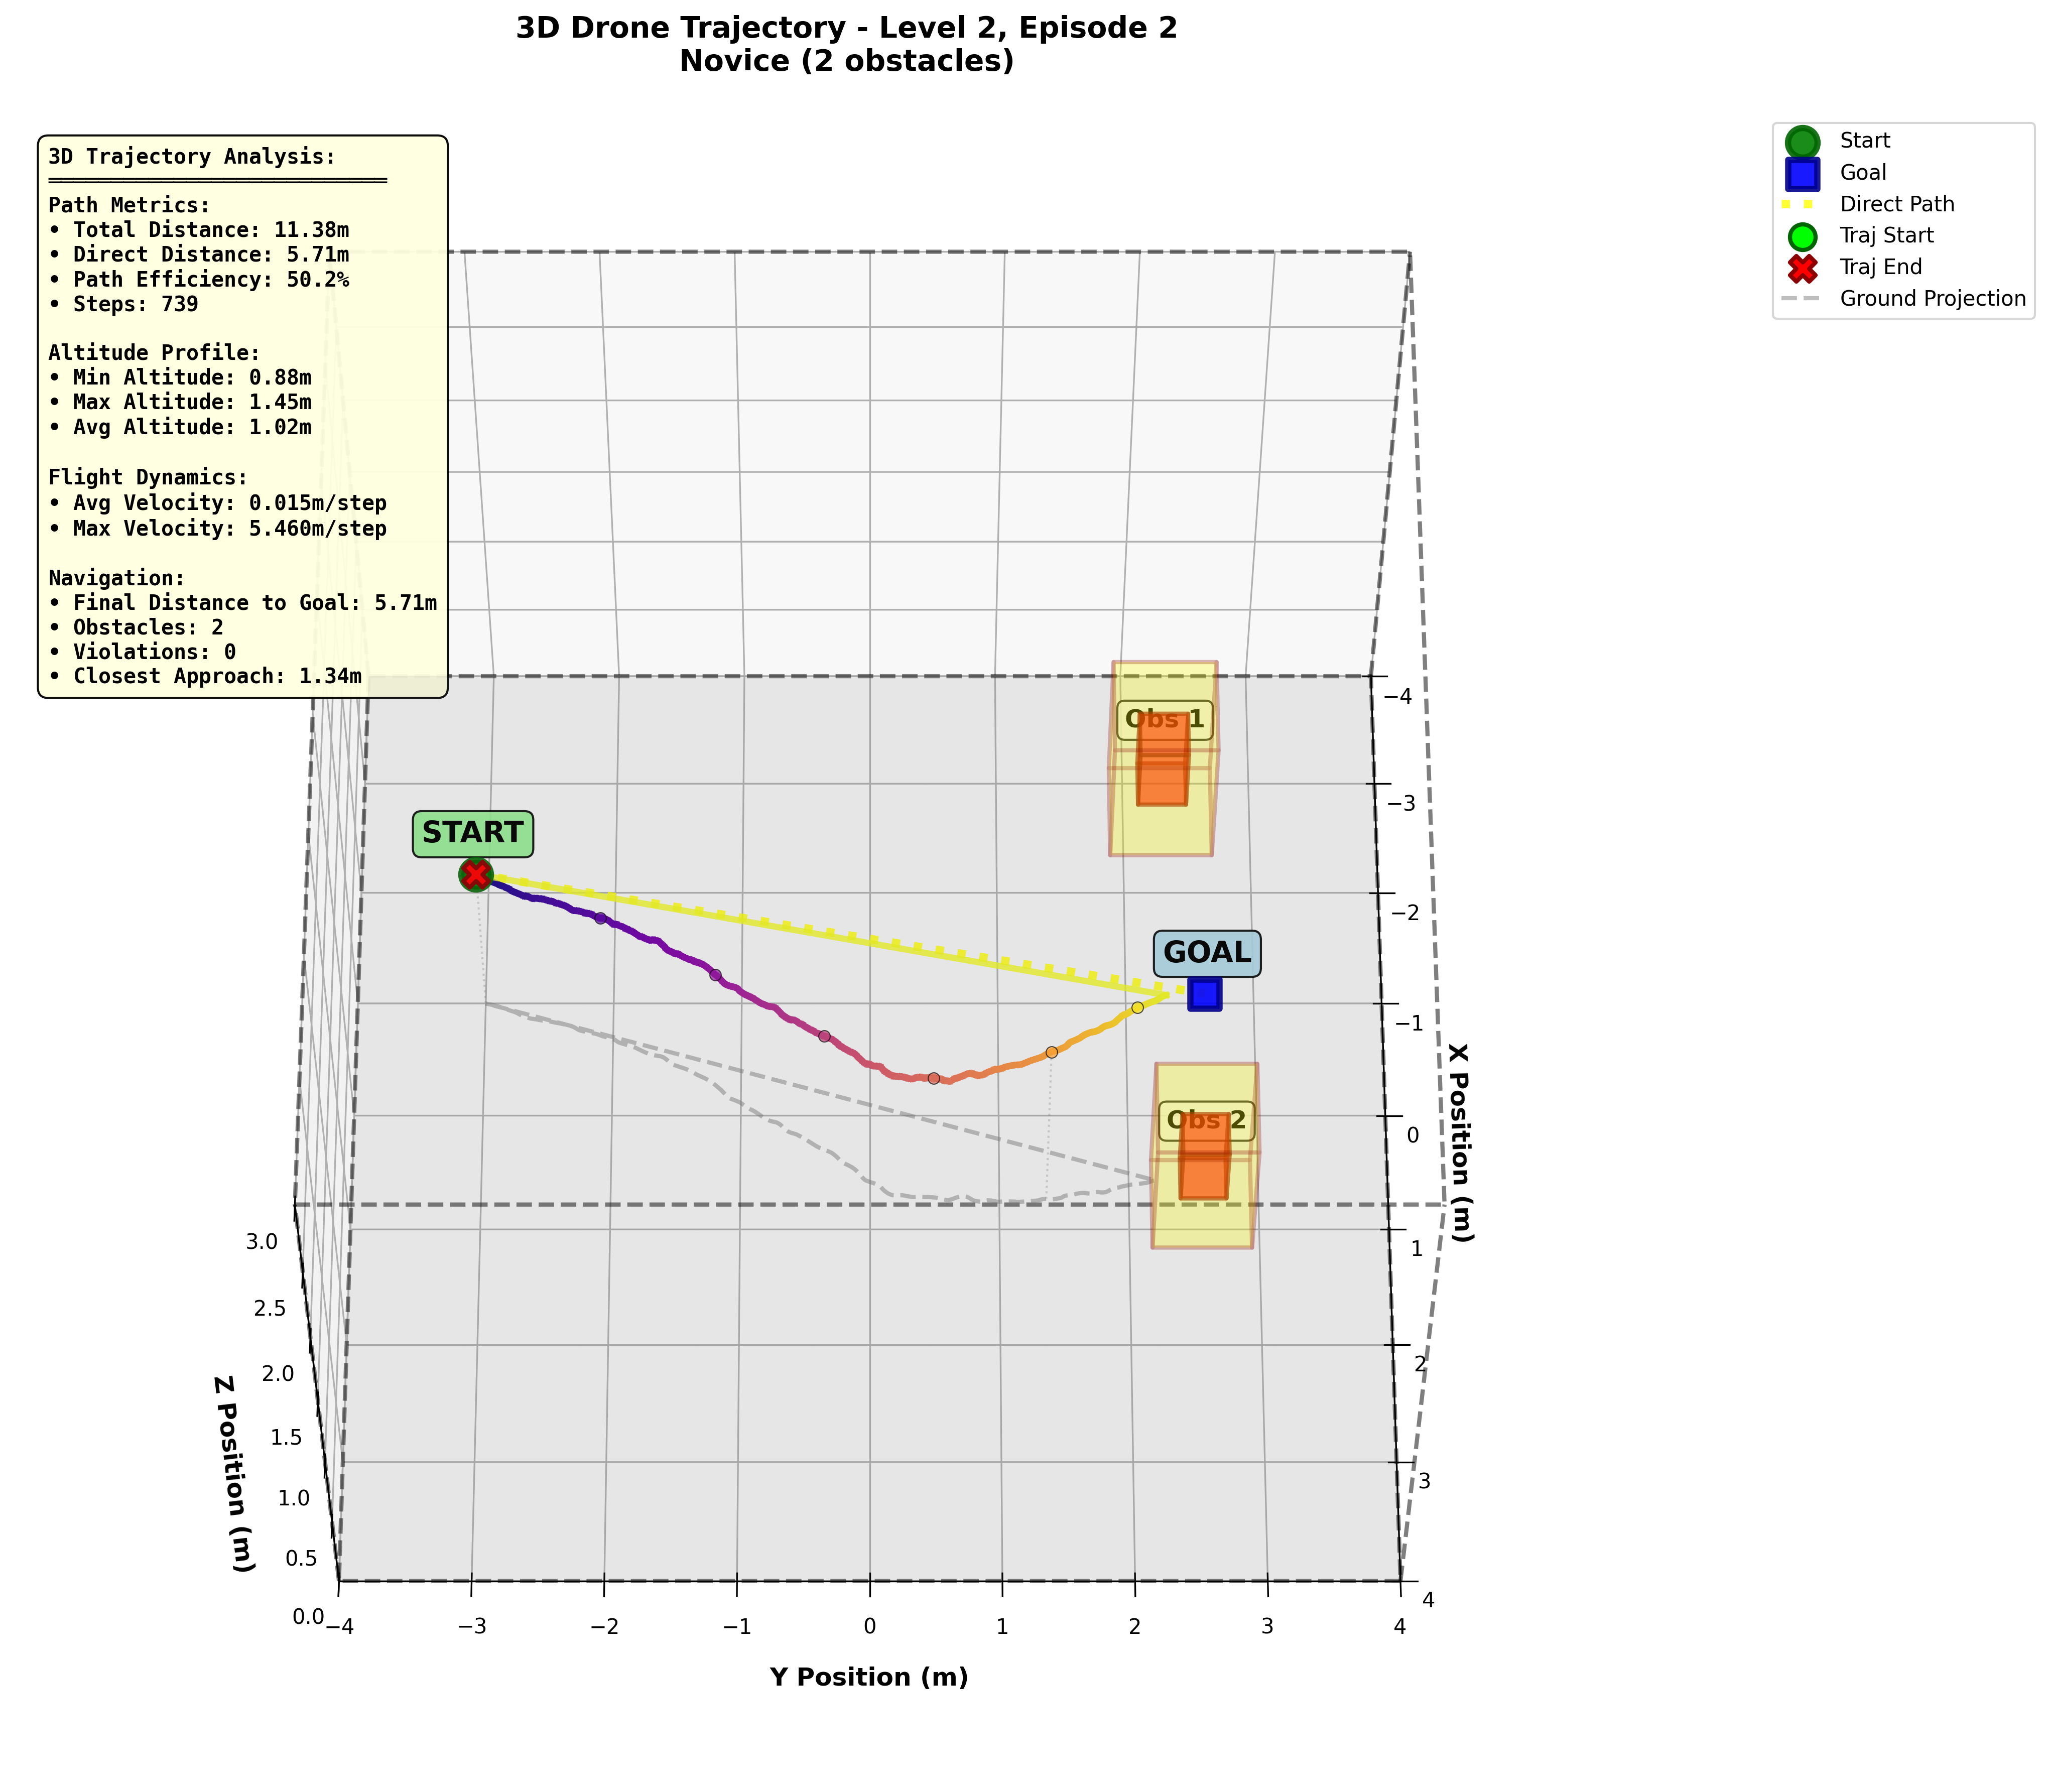 3D Drone Trajectory - Level 2, Episode 2
Novice (2 obstacles)
3D Trajectory Analysis:
Path Metrics:
• Total Distance: 11.38m
• Direct Distance: 5.71m
• Path Efficiency: 50.2%
• Steps: 739
Altitude Profile:
• Min Altitude: 0.88m
• Max Altitude: 1.45m
• Avg Altitude: 1.02m
Flight Dynamics:
• Avg Velocity: 0.015m/step
• Max Velocity: 5.460m/step
Navigation:
• Final Distance to Goal: 5.71m
• Obstacles: 2
• Violations: 0
• Closest Approach: 1.34m
Start
Goal
Direct Path
Traj Start
Traj End
Ground Projection
Obs 1
START
GOAL
Obs 2
−4
−3
−2
−1
0
1
2
3
4
X Position (m)
3.0
2.5
2.0
1.5
1.0
0.5
0.0
Z Position (m)
−4
−3
−2
−1
0
1
2
3
4
Y Position (m)